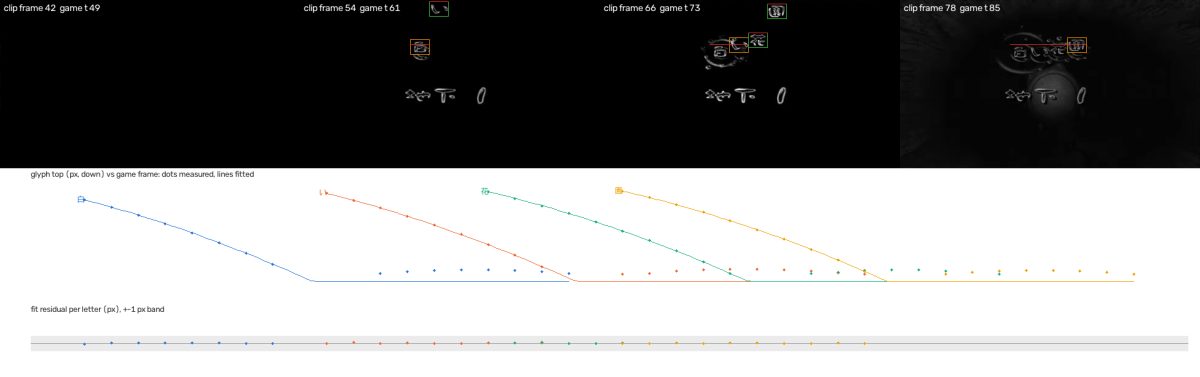 clip frame 42 game t 49
clip frame 54 game t 61
clip frame 66 game t 73
clip frame 78 game t 85
glyph top (px, down) vs game frame: dots measured, lines fitted
fit residual per letter (px), +-1 px band